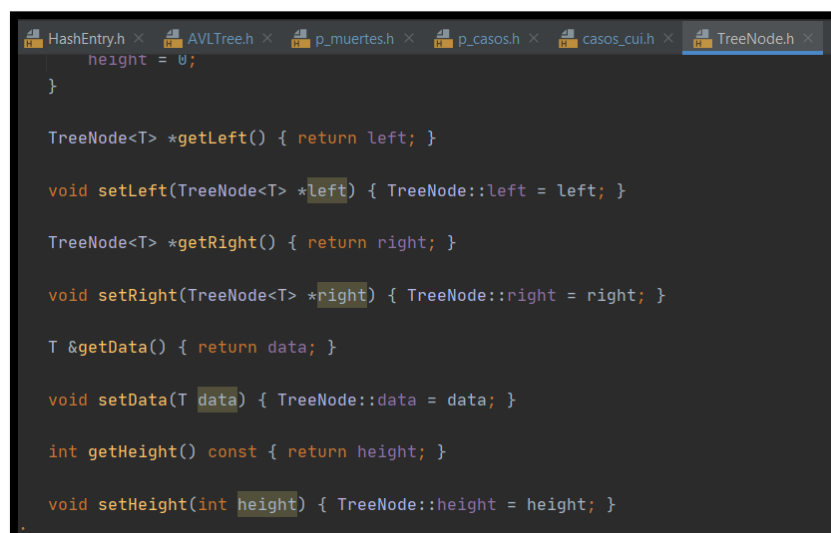 HashEntry.h × AVLTree.h × p_muertes.h × p_casos.h × casos_cui.h × TreeNode.h ×
height = 0;
}
TreeNode<T> *getLeft() { return left; }
void setLeft(TreeNode<T> *left) { TreeNode::left = left; }
TreeNode<T> *getRight() { return right; }
void setRight(TreeNode<T> *right) { TreeNode::right = right; }
T &getData() { return data; }
void setData(T data) { TreeNode::data = data; }
int getHeight() const { return height; }
void setHeight(int height) { TreeNode::height = height; }